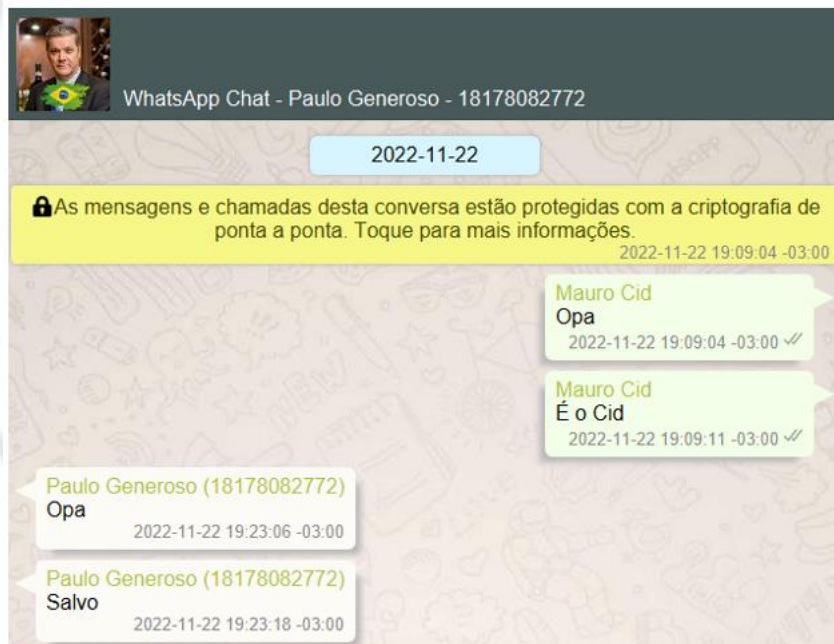 WhatsApp Chat - Paulo Generoso - 18178082772
2022-11-22
As mensagens e chamadas desta conversa estão protegidas com a criptografia de
ponta a ponta. Toque para mais informações.
2022-11-22 19:09:04 -03:00
Mauro Cid
Opa
2022-11-22 19:09:04 -03:00
Mauro Cid
É o Cid
2022-11-22 19:09:11 -03:00
Paulo Generoso (18178082772)
Opa
2022-11-22 19:23:06 -03:00
Paulo Generoso (18178082772)
Salvo
2022-11-22 19:23:18 -03:00